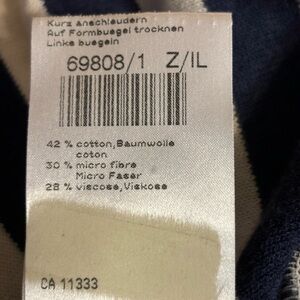 Kurz anschleudern
Auf Formbuegel trocknen
Links buegeln
69808/1 Z/IL
42 % cotton,Baumwolle
coton
30 % micro fibre
Micro Faser
28 % viscose,Viskose
CA 11333